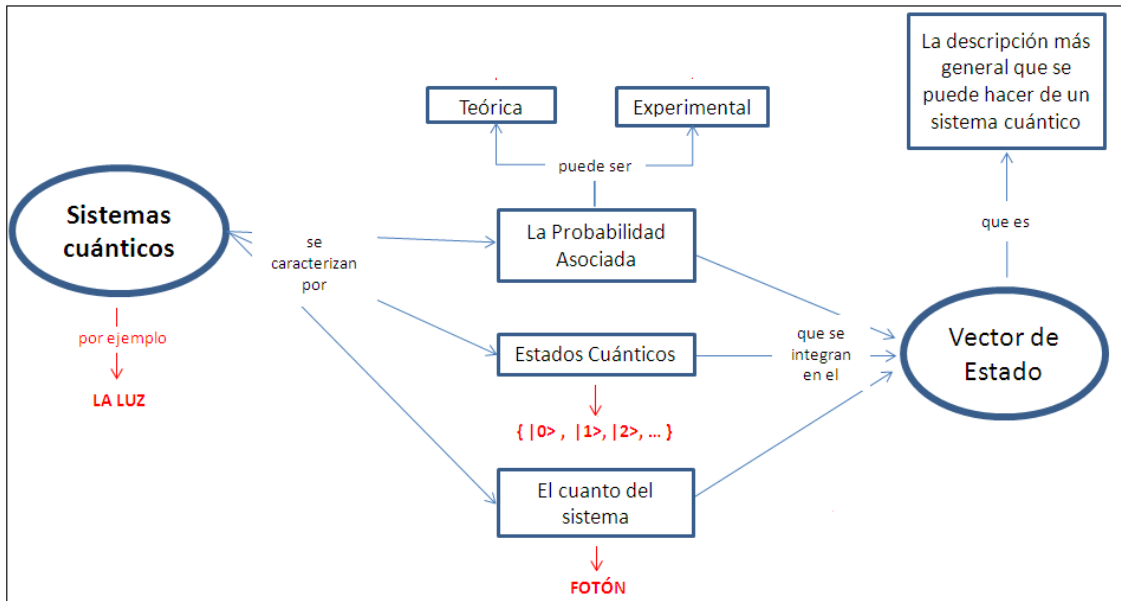 La descripción más
general que se
puede hacer de un
sistema cuántico
Teórica
Experimental
puede ser
que es
Sistemas
cuánticos
se
caracterizan
por
La Probabilidad
Asociada
por ejemplo
LA LUZ
Estados Cuánticos
{ |0> , |1>, |2>, ... }
que se
integran
en el
Vector de
Estado
El cuanto del
sistema
FOTÓN